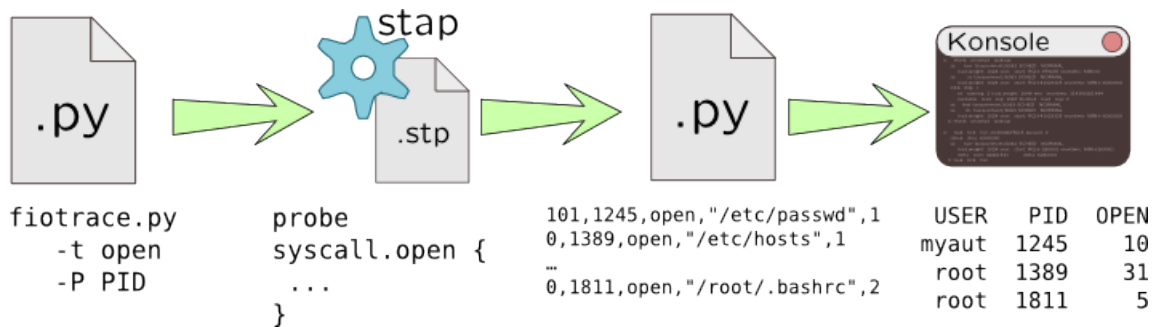 stap
Konsole
.py
.stp
.py
fiotrace.py
-t open
-P PID
probe
syscall.open {
...
}
101,1245,open,"/etc/passwd",1
0,1389,open,"/etc/hosts",1
…
0,1811,open,"/root/.bashrc",2
USER PID OPEN
myaut 1245 10
root 1389 31
root 1811 5